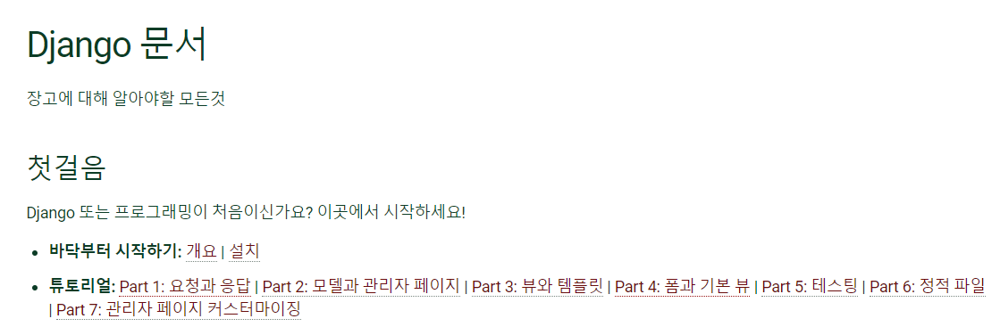 Django 문서
장고에 대해 알아야할 모든것
첫걸음
Django 또는 프로그래밍이 처음이신가요? 이곳에서 시작하세요!
• 바닥부터 시작하기: 개요 | 설치
• 튜토리얼: Part 1: 요청과 응답 | Part 2: 모델과 관리자 페이지 | Part 3: 뷰와 템플릿 | Part 4: 폼과 기본 뷰 | Part 5: 테스팅 | Part 6: 정적 파일
| Part 7: 관리자 페이지 커스터마이징